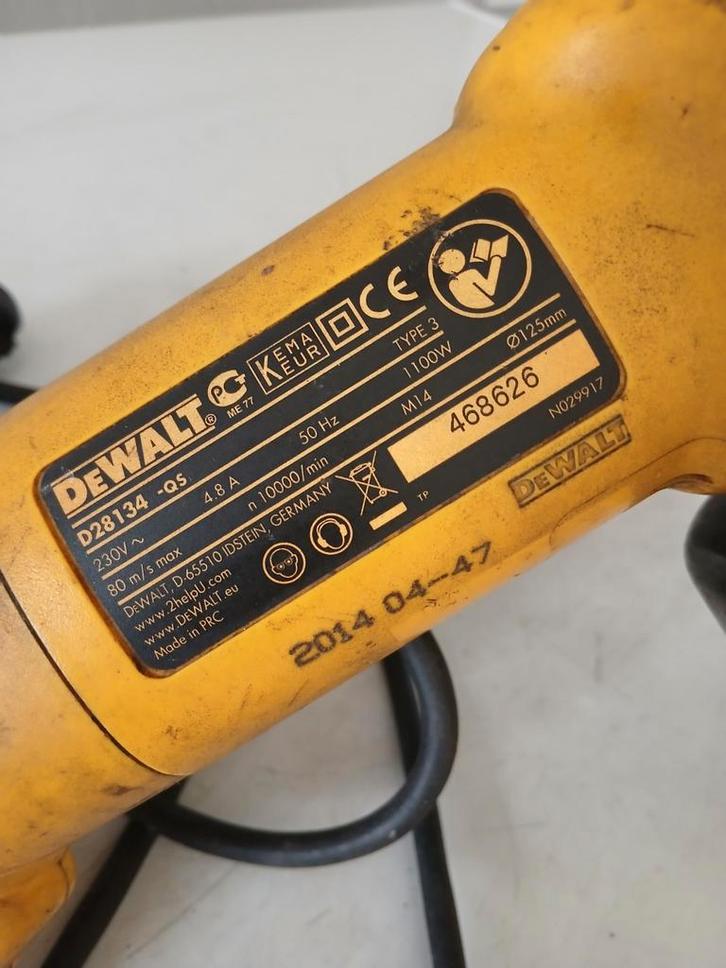 DEWALT® PG ME 77 KEMA KEUR CE
D28134 -QS TYPE 3
230V ~ 4.8 A 50 Hz 1100W Ø125mm
80 m/s max n 10000/min M14
DEWALT, D-65510 IDSTEIN, GERMANY
www.2helpU.com
www.DEWALT.eu
Made in PRC
468626
TP N029917
DEWALT
2014 04--47